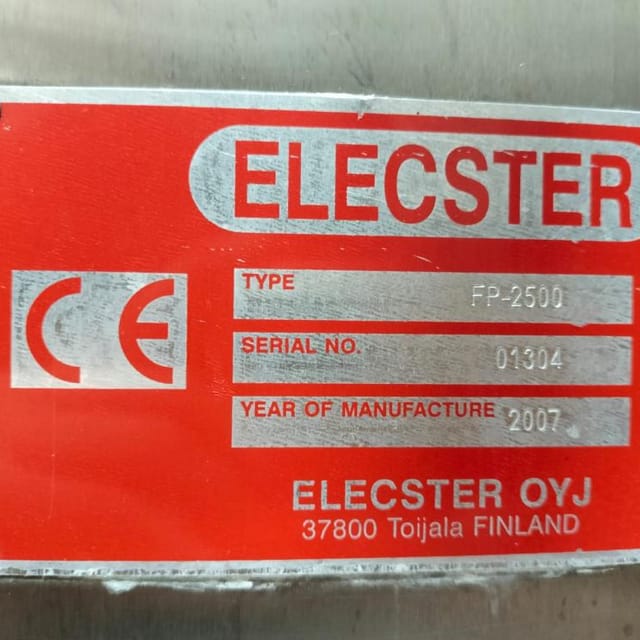 ELECSTER
CE
TYPE FP-2500
SERIAL NO. 01304
YEAR OF MANUFACTURE 2007
ELECSTER OYJ
37800 Toijala FINLAND